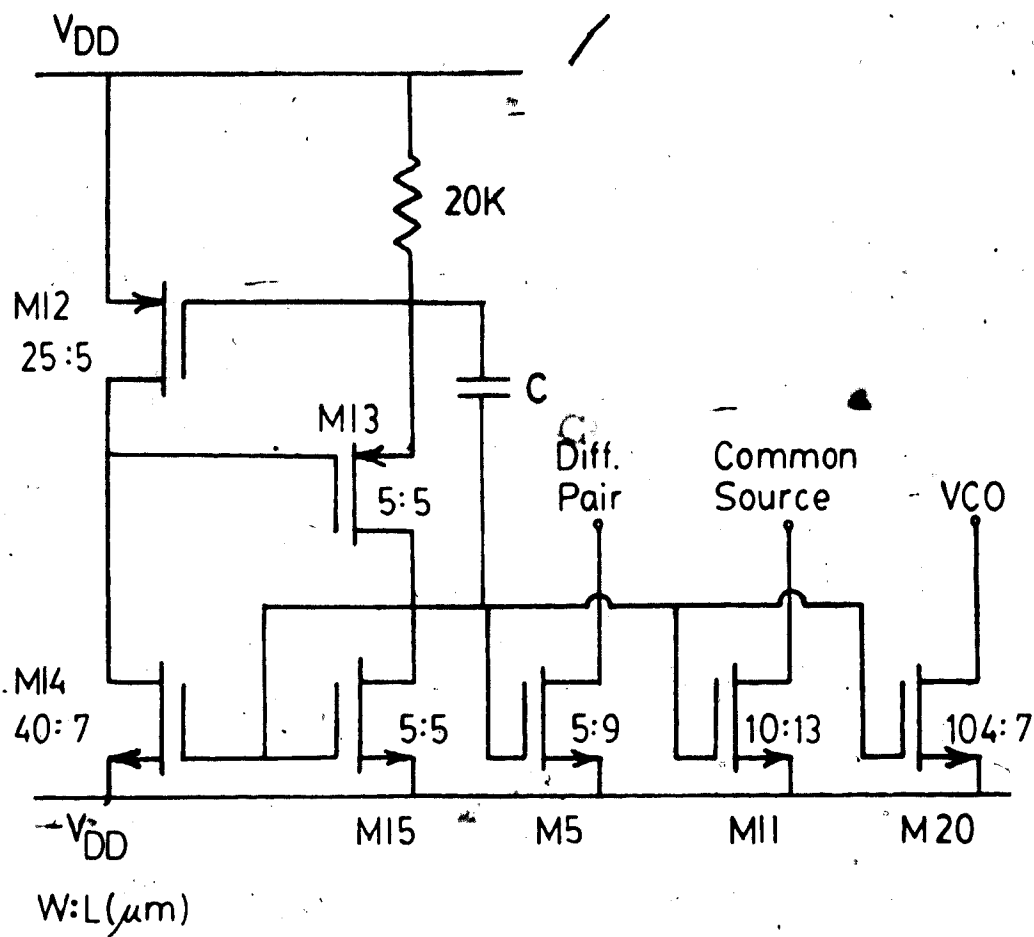 VDD
20K
M12
25:5
C
M13
5:5
Diff.
Pair
Common
Source
VCO
M14
40:7
5:5
5:9
10:13
104:7
-VDD
M15
M5
M11
M20
W:L(μm)